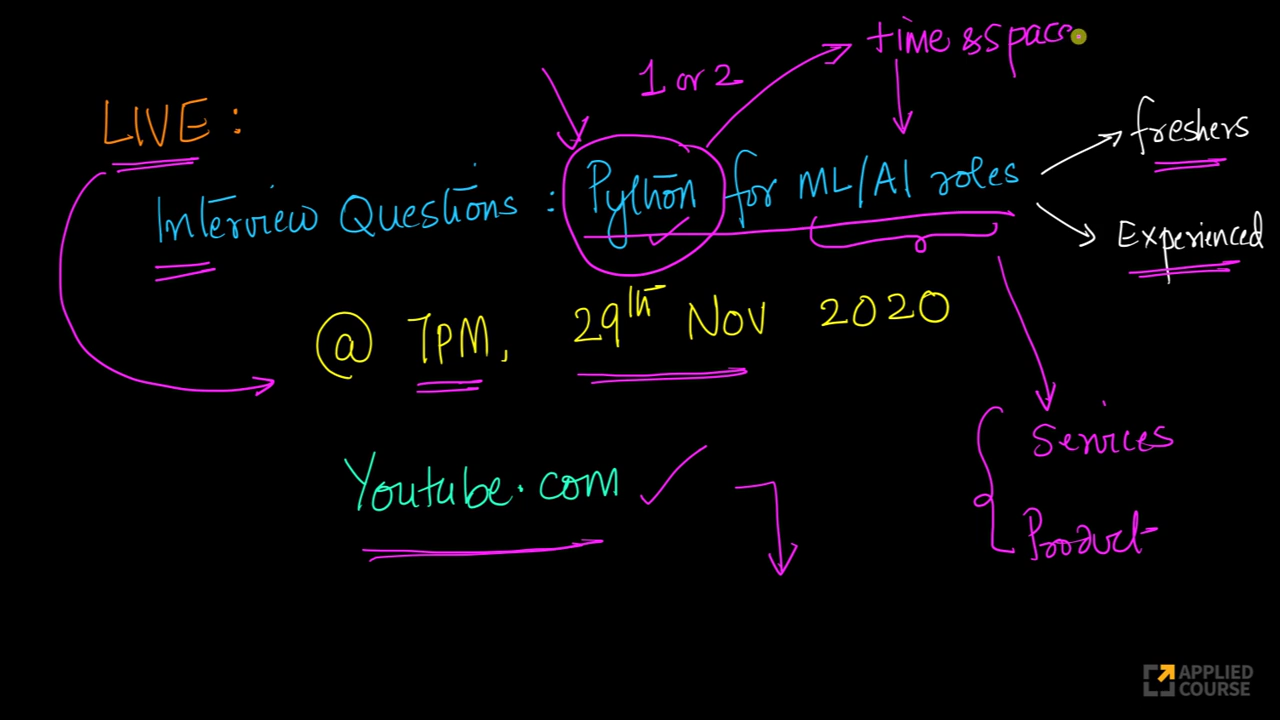 time & spac
1 or 2
LIVE :
freshers
Interview Questions : Python for ML/AI roles
Experienced
@ 7PM, 29th Nov 2020
Services
Youtube.com
Product
APPLIED
COURSE